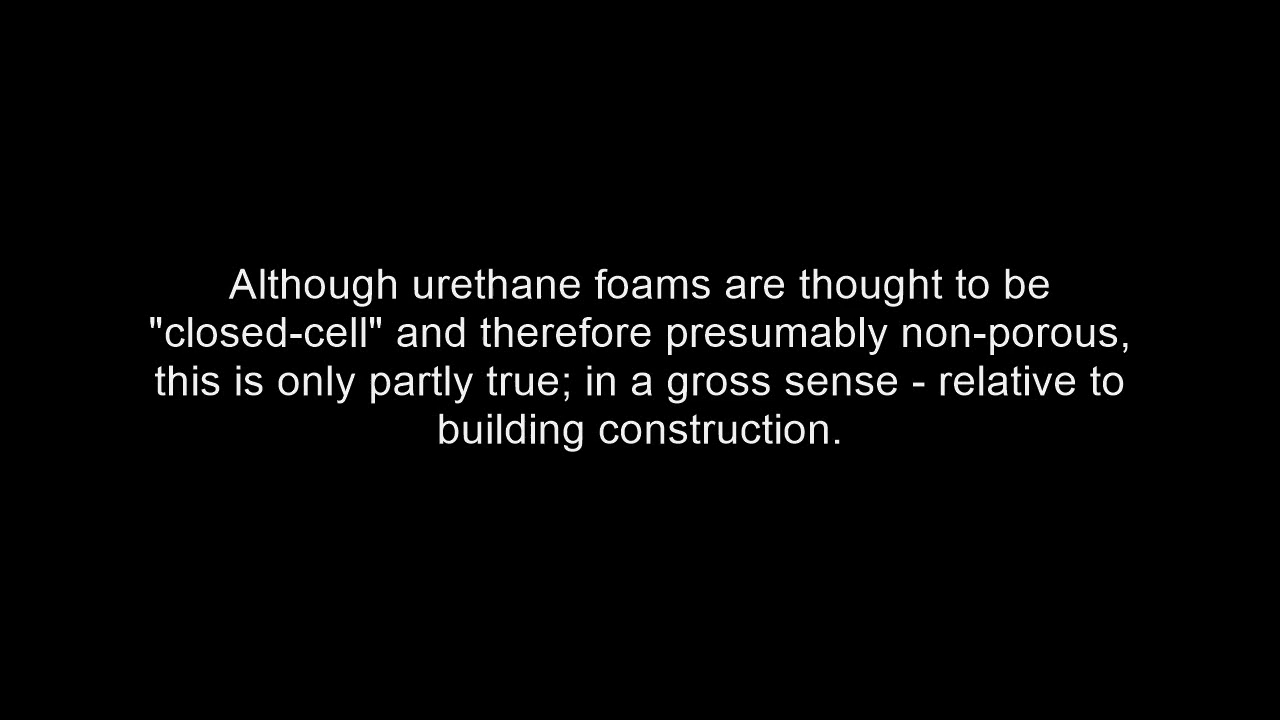 Although urethane foams are thought to be
"closed-cell" and therefore presumably non-porous,
this is only partly true; in a gross sense - relative to
building construction.